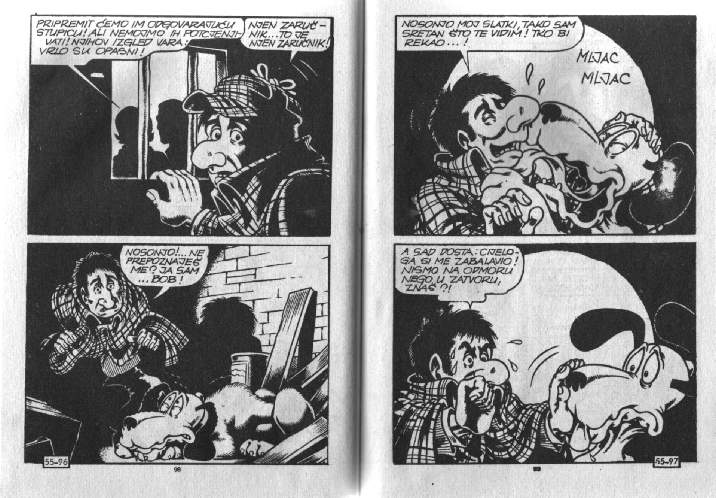 PRIPREMIT ĆEMO IM ODGOVARAJUĆU
STUPICU! ALI NEMOJMO IH POTCJENJI-
VATI! NJIHOV IZGLED VARA:
VRLO SU OPASNI!
NJEN ZARUČ-
NIK...TO JE
NJEN ZARUČNIK!
NOSONJO!...NE
PREPOZNAJEŠ
ME? JA SAM
...BOB!
55-96
98
NOSONJO MOJ SLATKI, TAKO SAM
SRETAN ŠTO TE VIDIM! TKO BI
REKAO...!
MLJAC
MLJAC
A SAD DOSTA: CIJELO-
GA SI ME ZABALAVIO!
NISMO NA ODMORU
NEGO U ZATVORU,
ZNAŠ?!
55-97
99